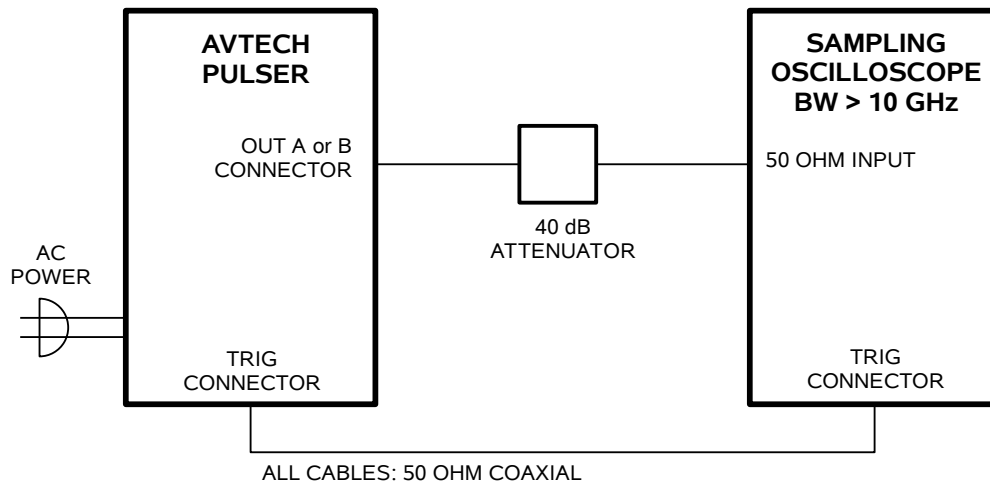 AVTECH
PULSER
OUT A or B
CONNECTOR
AC
POWER
TRIG
CONNECTOR
40 dB
ATTENUATOR
SAMPLING
OSCILLOSCOPE
BW > 10 GHz
50 OHM INPUT
TRIG
CONNECTOR
ALL CABLES: 50 OHM COAXIAL